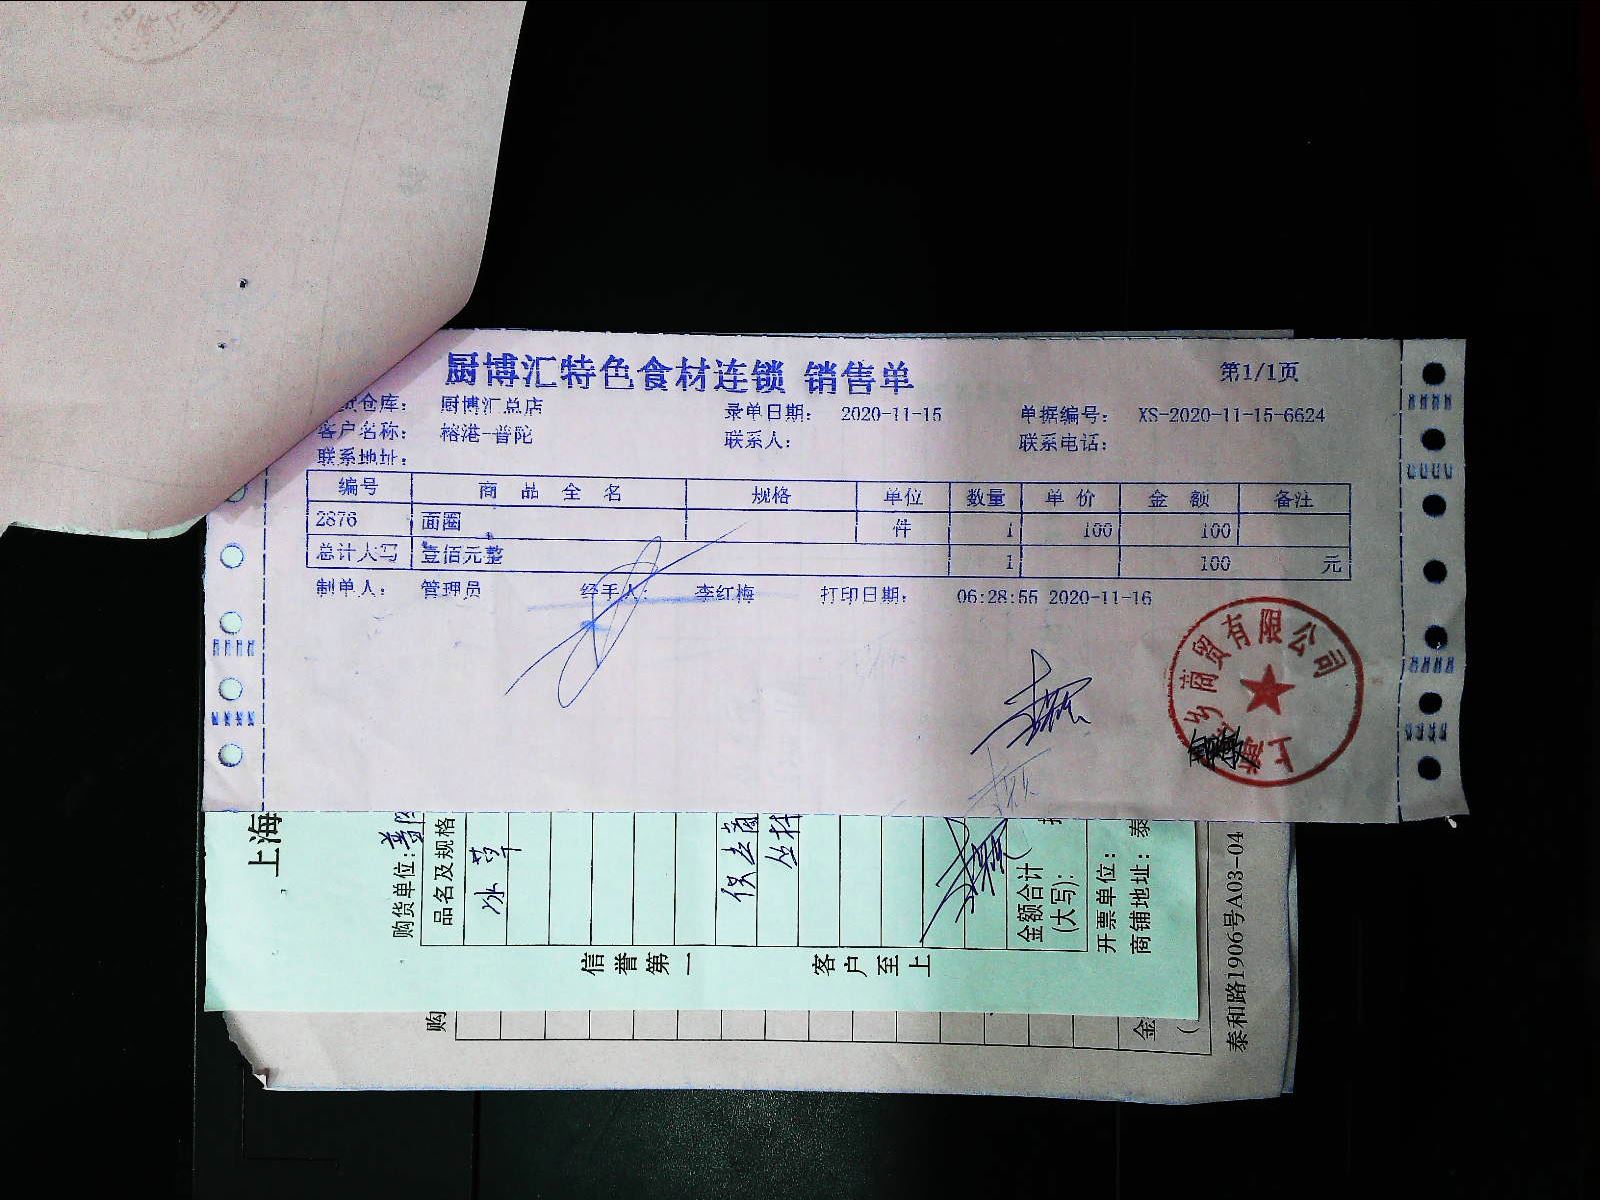 厨博汇特色食材连锁 销售单
第1/1页
仓库： 厨博汇总店 录单日期： 2020-11-15 单据编号： XS-2020-11-15-6624
客户名称： 榕港-普陀 联系人： 联系电话：
联系地址：
编号 商品全名 规格 单位 数量 单价 金额 备注
2876 面圈 件 1 100 100
总计大写 壹佰元整 1 100 元
制单人： 管理员 经手人： 李红梅 打印日期： 06:28:55 2020-11-16
商贸有限公司
上海
购货单位： 普
品名及规格
冰草
金额合计
(大写)：
开票单位：
商铺地址： 泰
信誉第一 客户至上
购
金
泰和路1906号A03-04